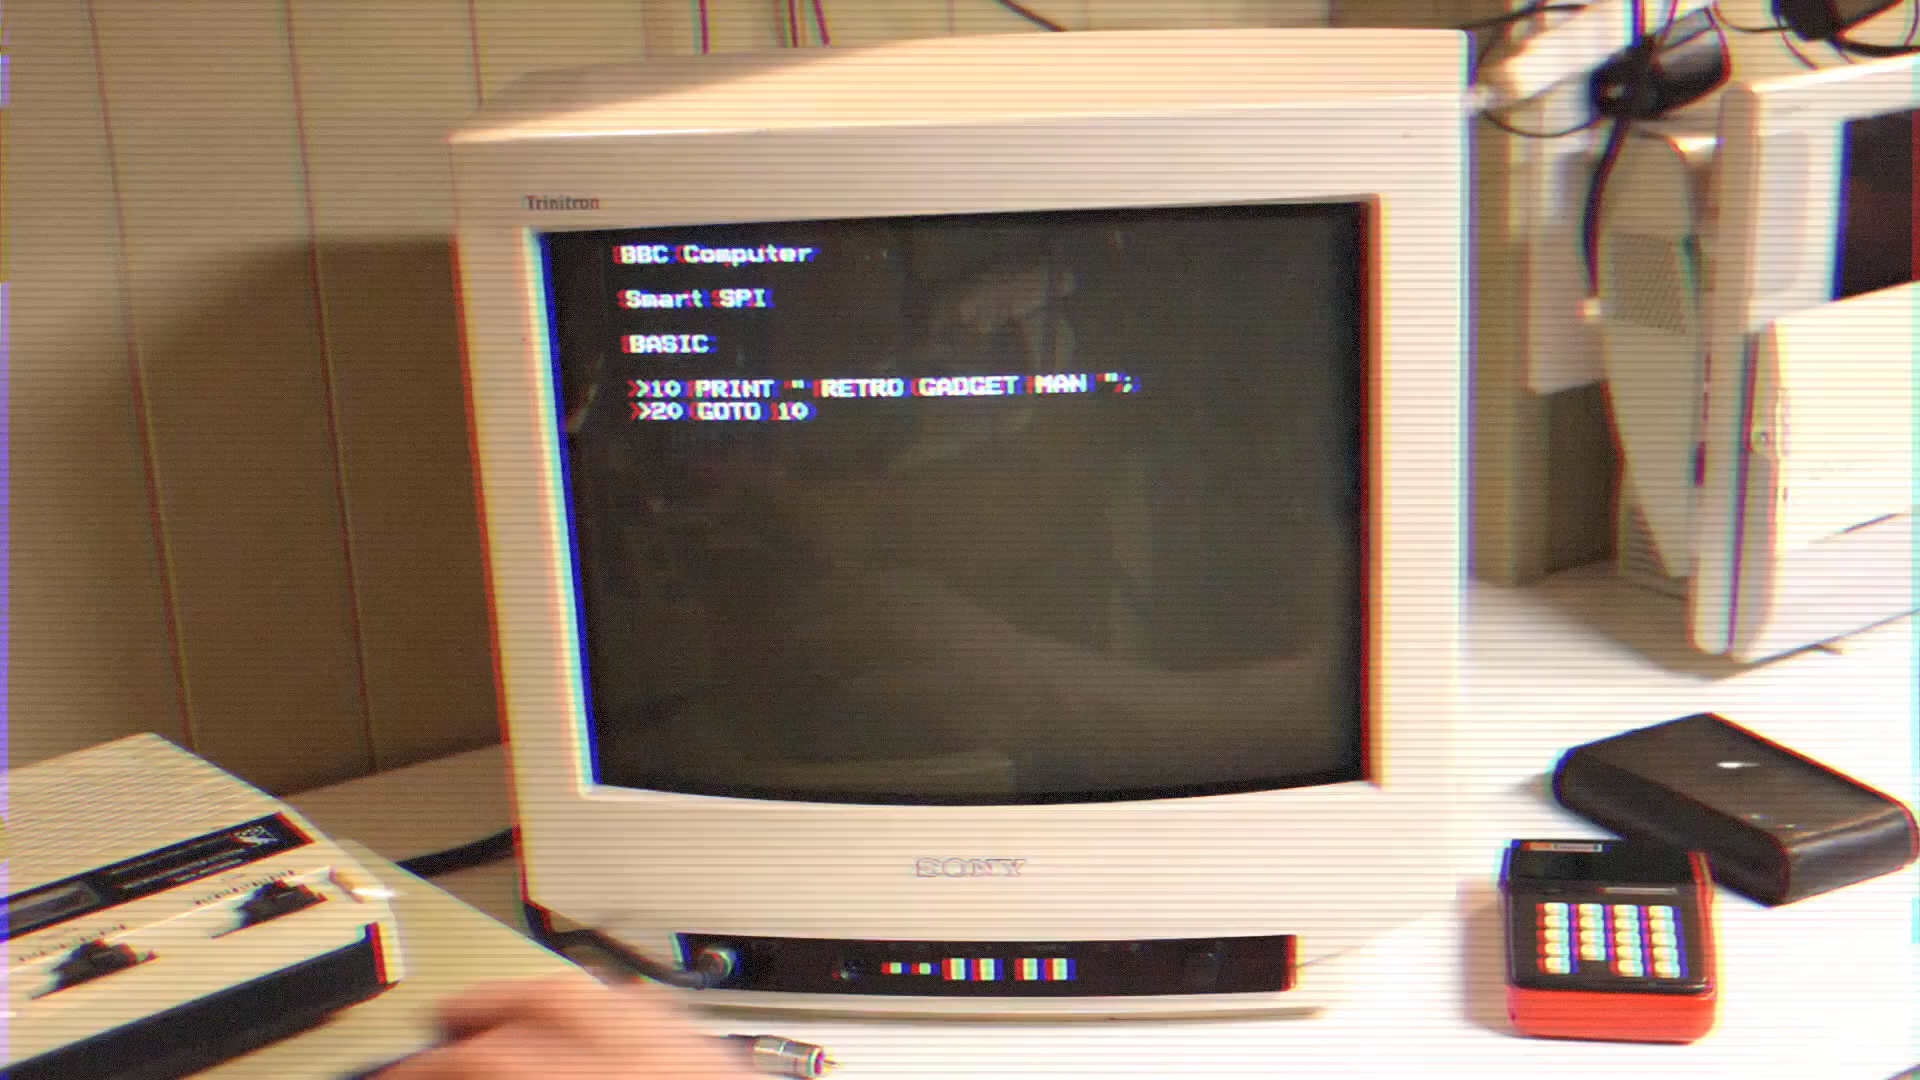 Trinitron
BBC Computer
Smart SPI
BASIC
>10 PRINT " RETRO GADGET MAN ";
>20 GOTO 10
SONY